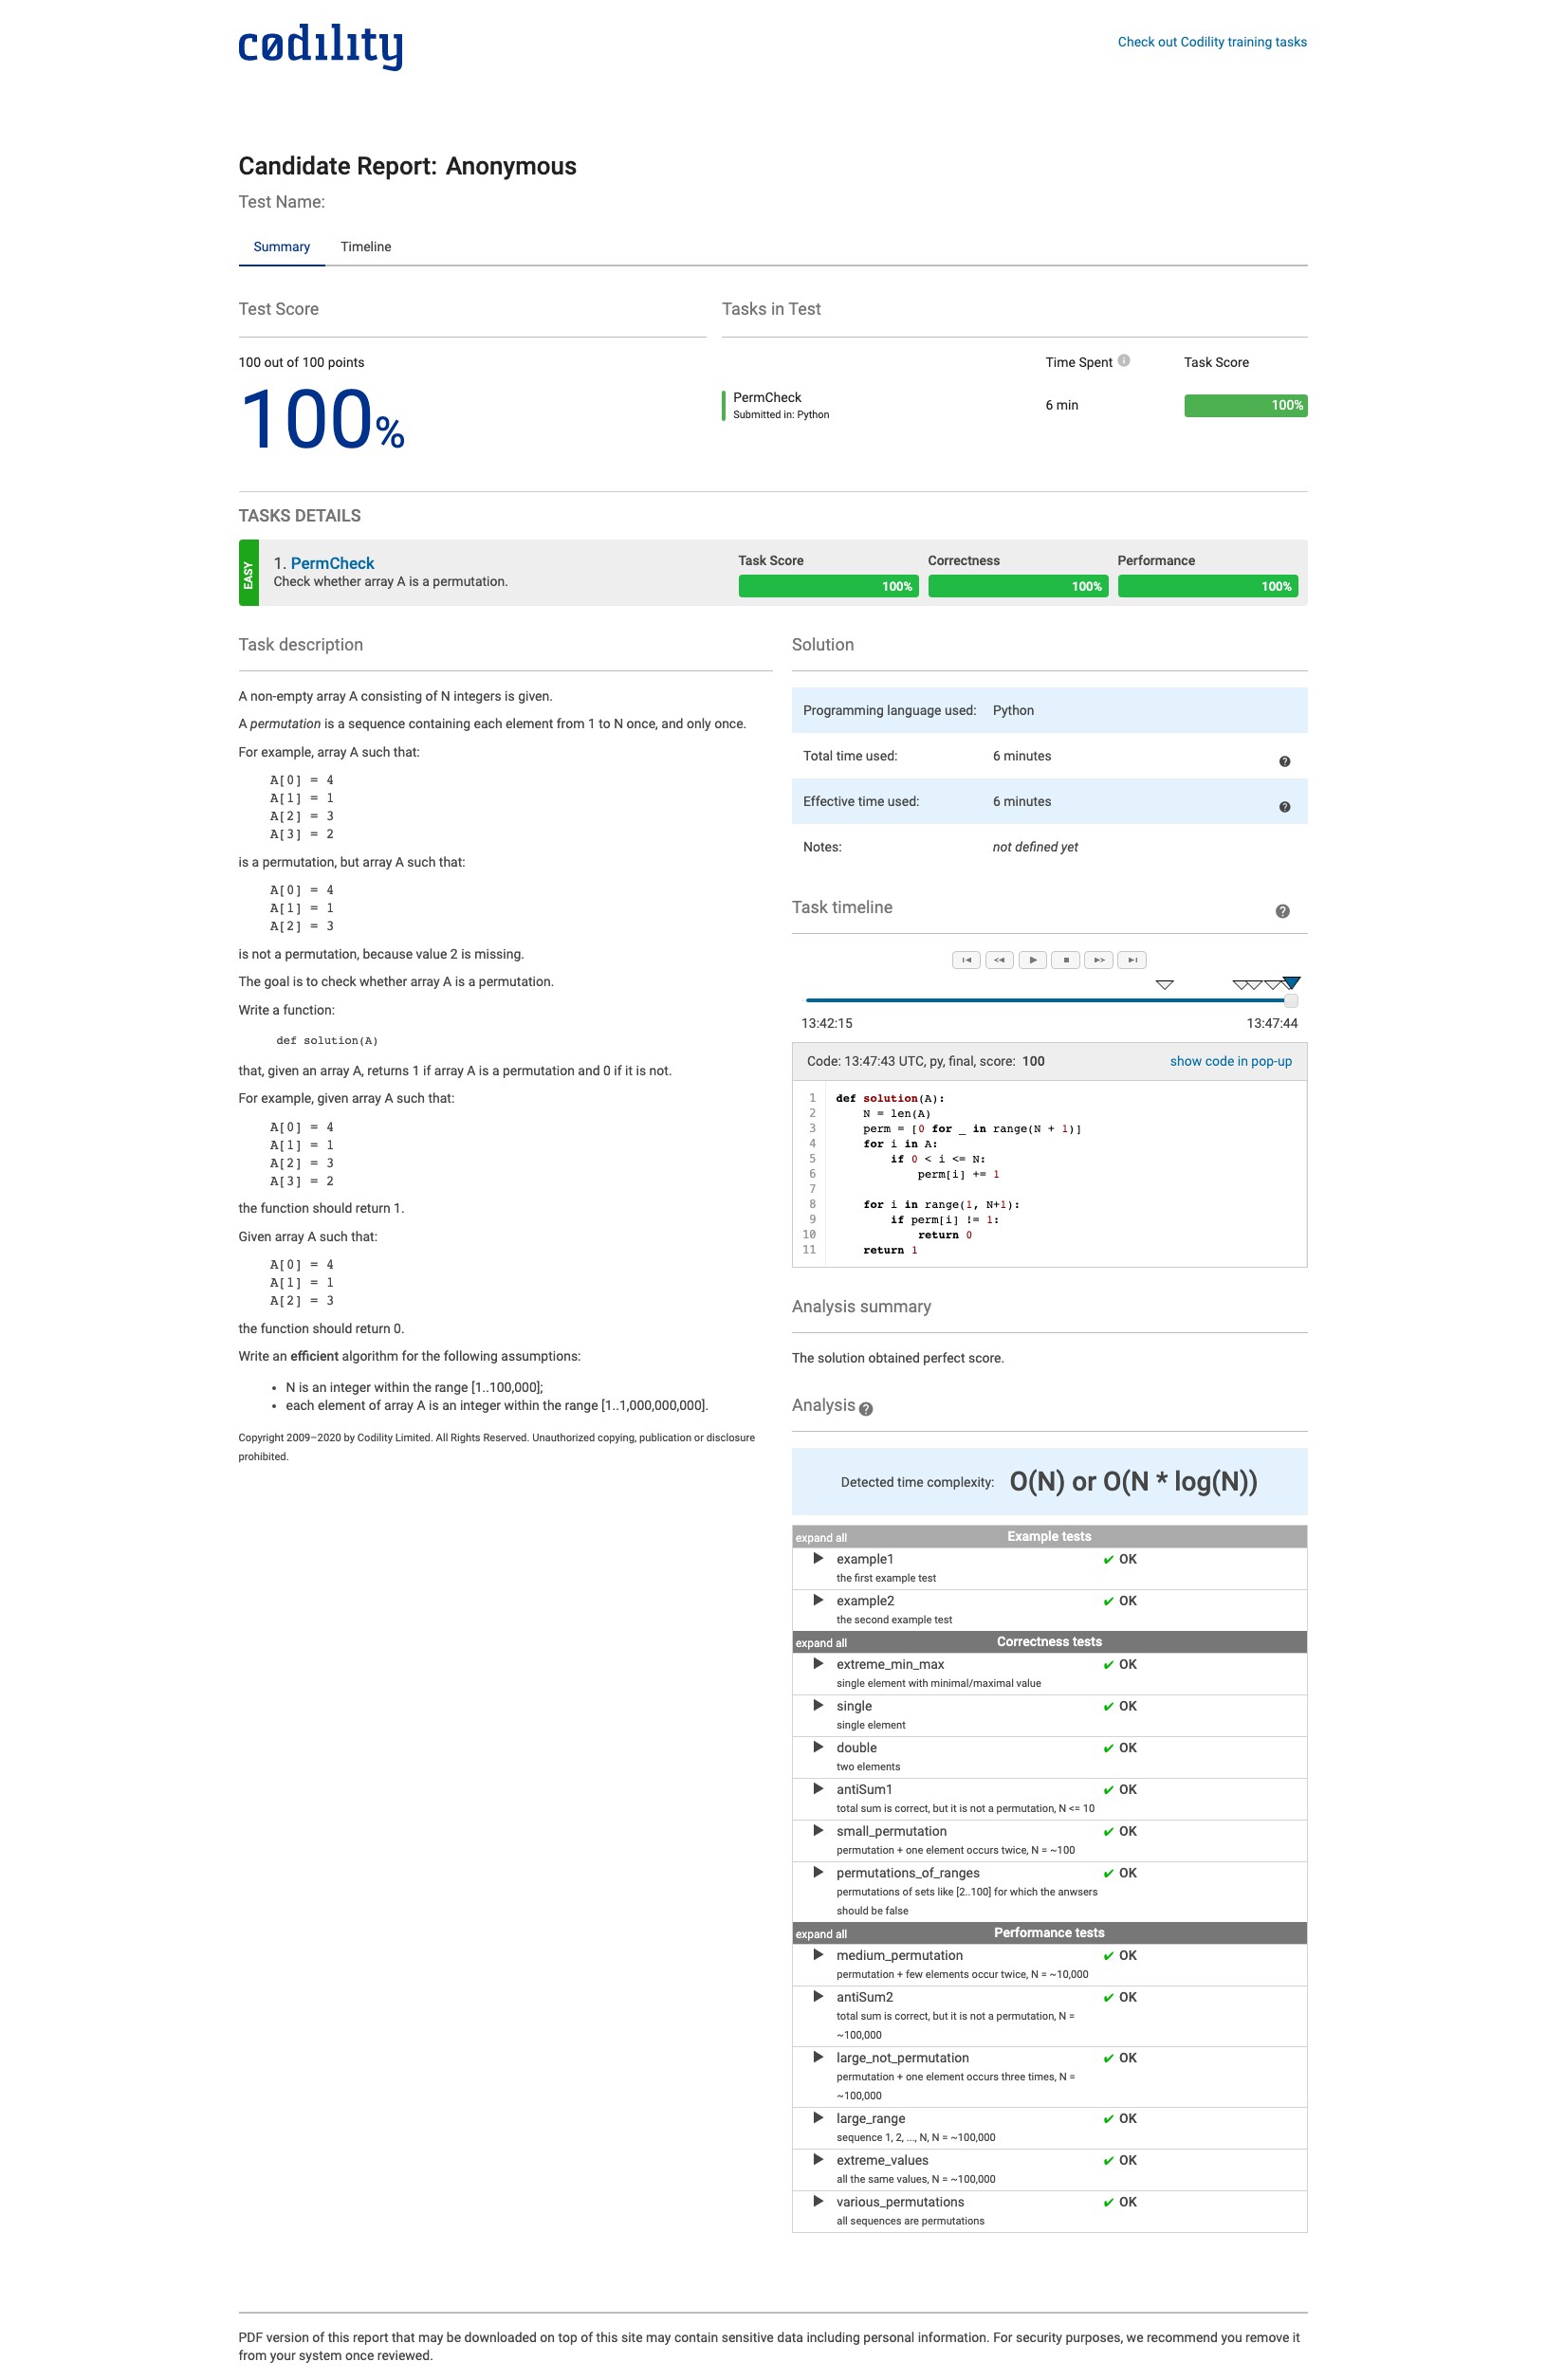 cødility
Check out Codility training tasks
Candidate Report: Anonymous
Test Name:
Summary Timeline
Test Score
100 out of 100 points
100%
Tasks in Test
Time Spent Task Score
PermCheck
Submitted in: Python
6 min
100%
TASKS DETAILS
EASY
1. PermCheck
Check whether array A is a permutation.
Task Score
100%
Correctness
100%
Performance
100%
Task description
A non-empty array A consisting of N integers is given.
A permutation is a sequence containing each element from 1 to N once, and only once.
For example, array A such that:
A[0] = 4
A[1] = 1
A[2] = 3
A[3] = 2
is a permutation, but array A such that:
A[0] = 4
A[1] = 1
A[2] = 3
is not a permutation, because value 2 is missing.
The goal is to check whether array A is a permutation.
Write a function:
def solution(A)
that, given an array A, returns 1 if array A is a permutation and 0 if it is not.
For example, given array A such that:
A[0] = 4
A[1] = 1
A[2] = 3
A[3] = 2
the function should return 1.
Given array A such that:
A[0] = 4
A[1] = 1
A[2] = 3
the function should return 0.
Write an efficient algorithm for the following assumptions:
• N is an integer within the range [1..100,000];
• each element of array A is an integer within the range [1..1,000,000,000].
Copyright 2009–2020 by Codility Limited. All Rights Reserved. Unauthorized copying, publication or disclosure
prohibited.
Solution
Programming language used: Python
Total time used: 6 minutes
Effective time used: 6 minutes
Notes: not defined yet
Task timeline
13:42:15 13:47:44
Code: 13:47:43 UTC, py, final, score: 100 show code in pop-up
1 def solution(A):
2 N = len(A)
3 perm = [0 for _ in range(N + 1)]
4 for i in A:
5 if 0 < i <= N:
6 perm[i] += 1
7
8 for i in range(1, N+1):
9 if perm[i] != 1:
10 return 0
11 return 1
Analysis summary
The solution obtained perfect score.
Analysis
Detected time complexity: O(N) or O(N * log(N))
expand all Example tests
example1 ✔ OK
the first example test
example2 ✔ OK
the second example test
expand all Correctness tests
extreme_min_max ✔ OK
single element with minimal/maximal value
single ✔ OK
single element
double ✔ OK
two elements
antiSum1 ✔ OK
total sum is correct, but it is not a permutation, N <= 10
small_permutation ✔ OK
permutation + one element occurs twice, N = ~100
permutations_of_ranges ✔ OK
permutations of sets like [2..100] for which the anwsers
should be false
expand all Performance tests
medium_permutation ✔ OK
permutation + few elements occur twice, N = ~10,000
antiSum2 ✔ OK
total sum is correct, but it is not a permutation, N =
~100,000
large_not_permutation ✔ OK
permutation + one element occurs three times, N =
~100,000
large_range ✔ OK
sequence 1, 2, ..., N, N = ~100,000
extreme_values ✔ OK
all the same values, N = ~100,000
various_permutations ✔ OK
all sequences are permutations
PDF version of this report that may be downloaded on top of this site may contain sensitive data including personal information. For security purposes, we recommend you remove it
from your system once reviewed.